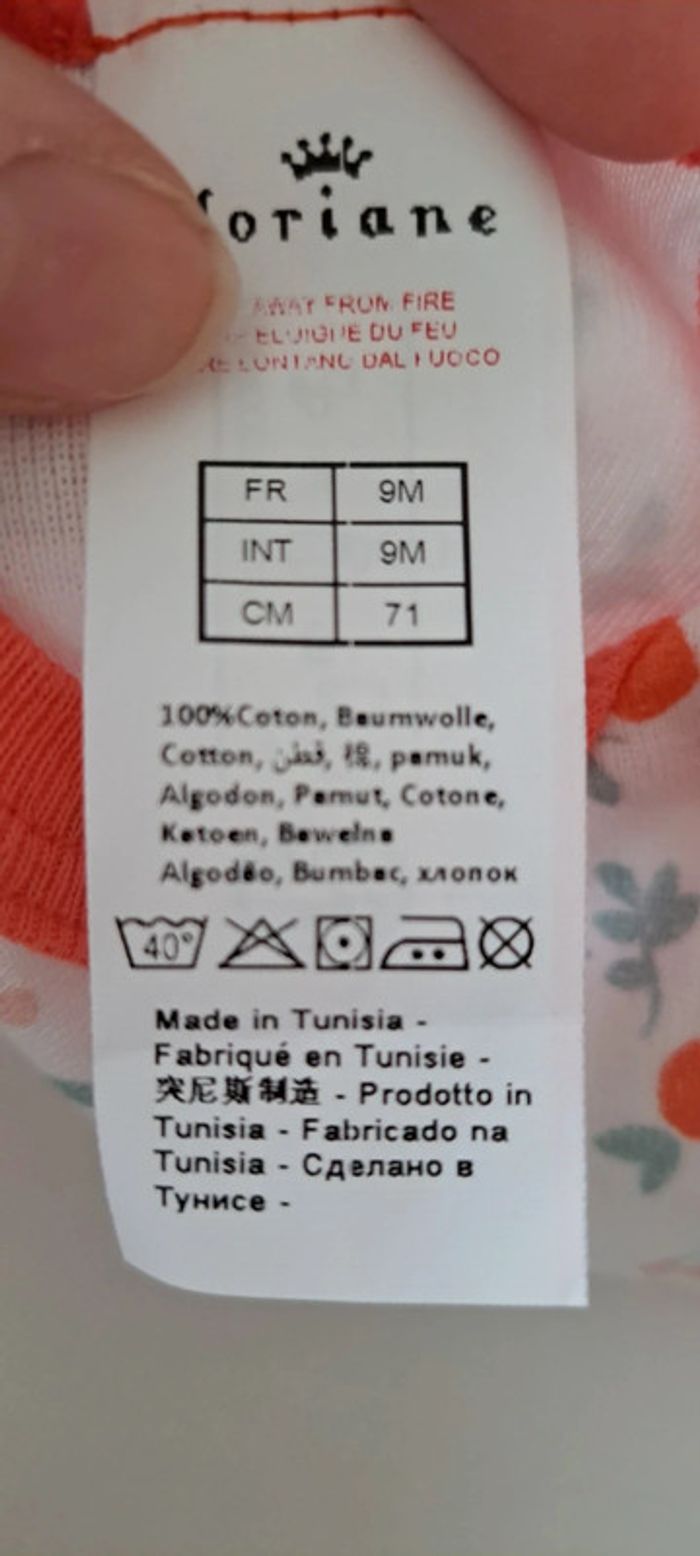 oriane
AWAY FROM FIRE
ELOIGNE DU FEU
LONTANO DAL FUOCO
FR 9M
INT 9M
CM 71
100%Coton, Baumwolle,
Cotton, قطن, 棉, pamuk,
Algodon, Pamut, Cotone,
Katoen, Bawełna
Algodão, Bumbac, хлопок
40°
Made in Tunisia -
Fabriqué en Tunisie -
突尼斯制造 - Prodotto in
Tunisia - Fabricado na
Tunisia - Сделано в
Тунисе -